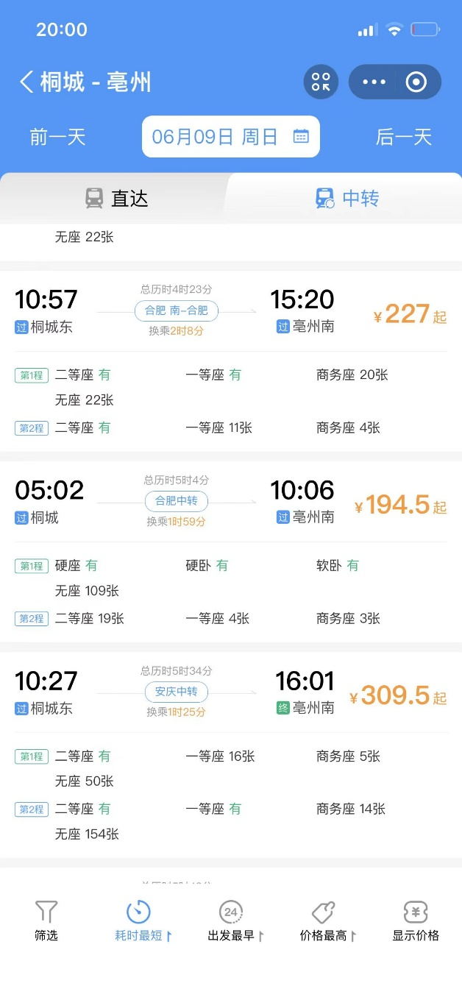 20:00
桐城 - 亳州
前一天 06月09日 周日 后一天
直达 中转
无座 22张
总历时4时23分
10:57 合肥 南-合肥 15:20 ¥227起
过 桐城东 换乘2时8分 过 亳州南
第1程 二等座 有 一等座 有 商务座 20张
无座 22张
第2程 二等座 有 一等座 11张 商务座 4张
总历时5时4分
05:02 合肥中转 10:06 ¥194.5起
过 桐城 换乘1时59分 过 亳州南
第1程 硬座 有 硬卧 有 软卧 有
无座 109张
第2程 二等座 19张 一等座 4张 商务座 3张
总历时5时34分
10:27 安庆中转 16:01 ¥309.5起
过 桐城东 换乘1时25分 终 亳州南
第1程 二等座 有 一等座 16张 商务座 5张
无座 50张
第2程 二等座 有 一等座 有 商务座 14张
无座 154张
24
筛选 耗时最短 出发最早 价格最高 显示价格